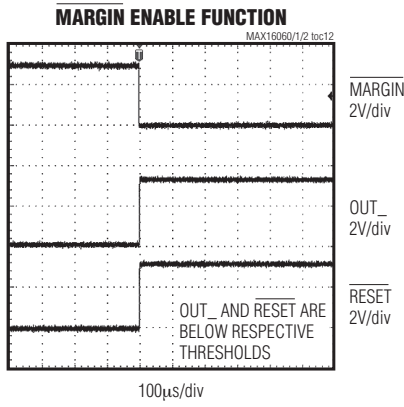 MARGIN ENABLE FUNCTION
MAX16060/1/2 toc12
T
MARGIN
2V/div
OUT_
2V/div
RESET
2V/div
OUT_ AND RESET ARE
BELOW RESPECTIVE
THRESHOLDS
100μs/div